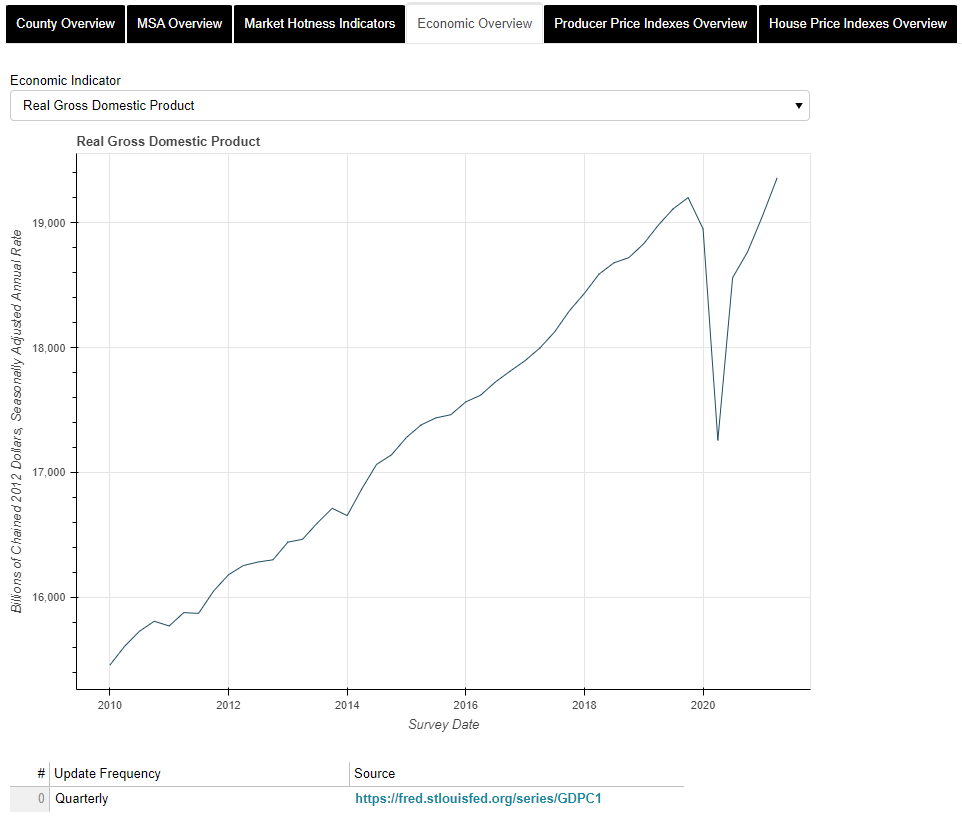 County Overview MSA Overview Market Hotness Indicators Economic Overview Producer Price Indexes Overview House Price Indexes Overview
Economic Indicator
Real Gross Domestic Product ▼
Real Gross Domestic Product
Billions of Chained 2012 Dollars, Seasonally Adjusted Annual Rate
19,000
18,000
17,000
16,000
2010 2012 2014 2016 2018 2020
Survey Date
# Update Frequency Source
0 Quarterly https://fred.stlouisfed.org/series/GDPC1